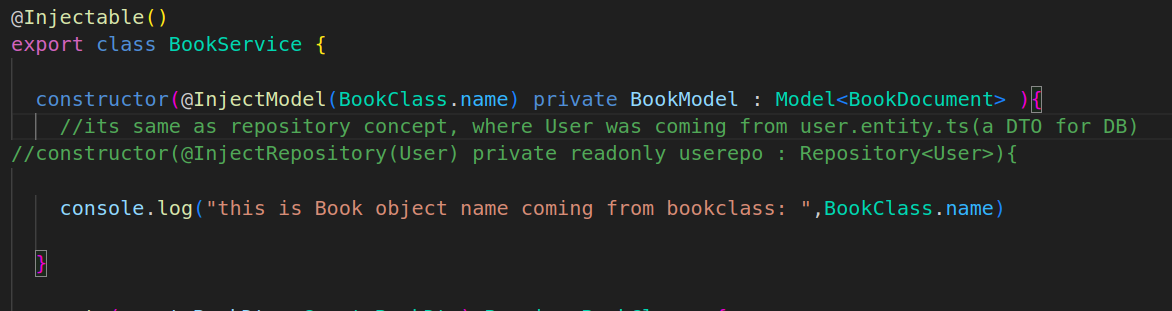 @Injectable()
export class BookService {
constructor(@InjectModel(BookClass.name) private BookModel : Model<BookDocument> ){
//its same as repository concept, where User was coming from user.entity.ts(a DTO for DB)
//constructor(@InjectRepository(User) private readonly userepo : Repository<User>){
console.log("this is Book object name coming from bookclass: ",BookClass.name)
}